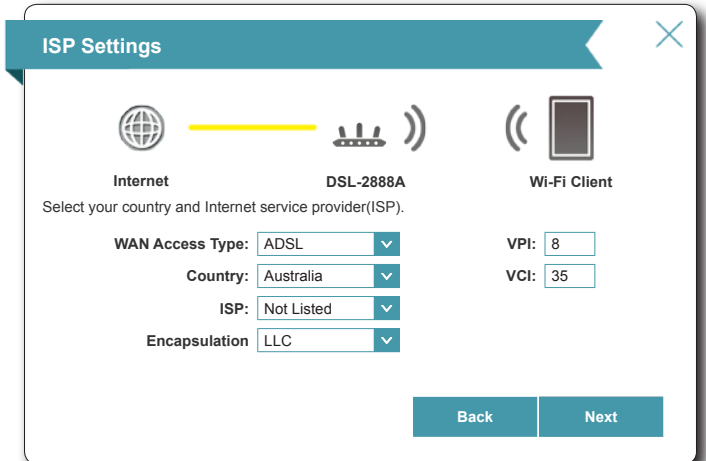 ISP Settings
Internet DSL-2888A Wi-Fi Client
Select your country and Internet service provider(ISP).
WAN Access Type: ADSL VPI: 8
Country: Australia VCI: 35
ISP: Not Listed
Encapsulation LLC
Back Next